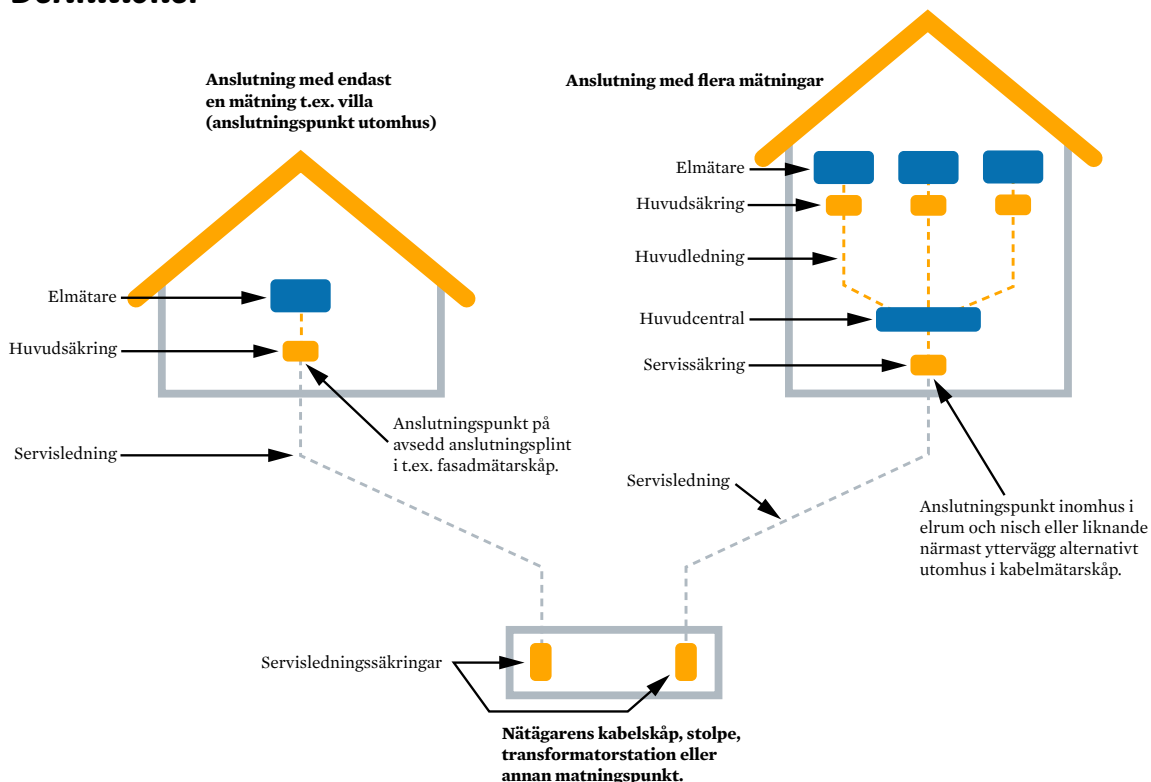 Definitioner
Anslutning med endast
en mätning t.ex. villa
(anslutningspunkt utomhus)
Elmätare
Huvudsäkring
Servisledning
Anslutningspunkt på
avsedd anslutningsplint
i t.ex. fasadmätarskåp.
Anslutning med flera mätningar
Elmätare
Huvudsäkring
Huvudledning
Huvudcentral
Servissäkring
Servisledning
Anslutningspunkt inomhus i
elrum och nisch eller liknande
närmast yttervägg alternativt
utomhus i kabelmätarskåp.
Servisledningssäkringar
Nätägarens kabelskåp, stolpe,
transformatorstation eller
annan matningspunkt.